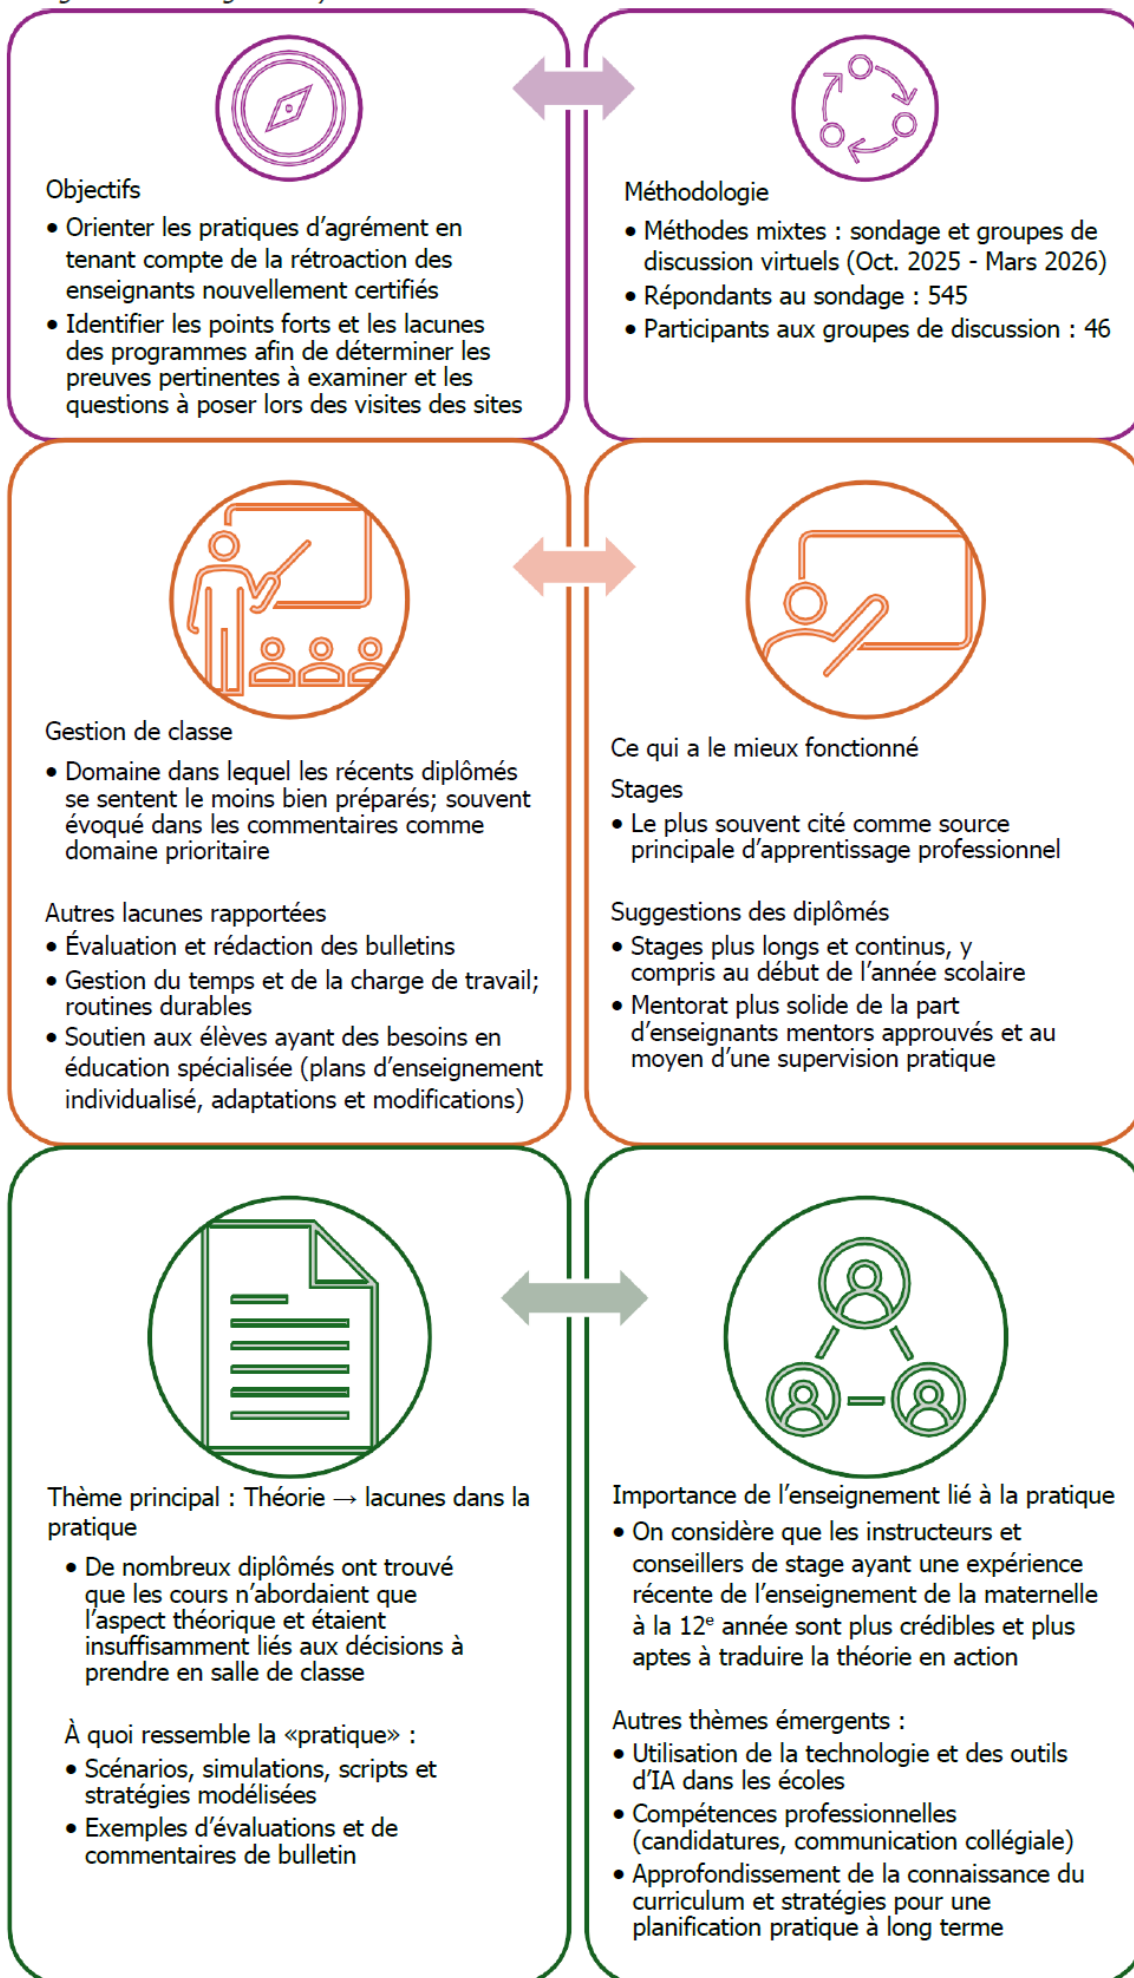 Objectifs
• Orienter les pratiques d’agrément en
tenant compte de la rétroaction des
enseignants nouvellement certifiés
• Identifier les points forts et les lacunes
des programmes afin de déterminer les
preuves pertinentes à examiner et les
questions à poser lors des visites des sites
Méthodologie
• Méthodes mixtes : sondage et groupes de
discussion virtuels (Oct. 2025 - Mars 2026)
• Répondants au sondage : 545
• Participants aux groupes de discussion : 46
Gestion de classe
• Domaine dans lequel les récents diplômés
se sentent le moins bien préparés; souvent
évoqué dans les commentaires comme
domaine prioritaire
Autres lacunes rapportées
• Évaluation et rédaction des bulletins
• Gestion du temps et de la charge de travail;
routines durables
• Soutien aux élèves ayant des besoins en
éducation spécialisée (plans d’enseignement
individualisé, adaptations et modifications)
Ce qui a le mieux fonctionné
Stages
• Le plus souvent cité comme source
principale d’apprentissage professionnel
Suggestions des diplômés
• Stages plus longs et continus, y
compris au début de l’année scolaire
• Mentorat plus solide de la part
d’enseignants mentors approuvés et au
moyen d’une supervision pratique
Thème principal : Théorie → lacunes dans la
pratique
• De nombreux diplômés ont trouvé
que les cours n’abordaient que
l’aspect théorique et étaient
insuffisamment liés aux décisions à
prendre en salle de classe
À quoi ressemble la «pratique» :
• Scénarios, simulations, scripts et
stratégies modélisées
• Exemples d’évaluations et de
commentaires de bulletin
Importance de l’enseignement lié à la pratique
• On considère que les instructeurs et
conseillers de stage ayant une expérience
récente de l’enseignement de la maternelle
à la 12e année sont plus crédibles et plus
aptes à traduire la théorie en action
Autres thèmes émergents :
• Utilisation de la technologie et des outils
d’IA dans les écoles
• Compétences professionnelles
(candidatures, communication collégiale)
• Approfondissement de la connaissance du
curriculum et stratégies pour une
planification pratique à long terme